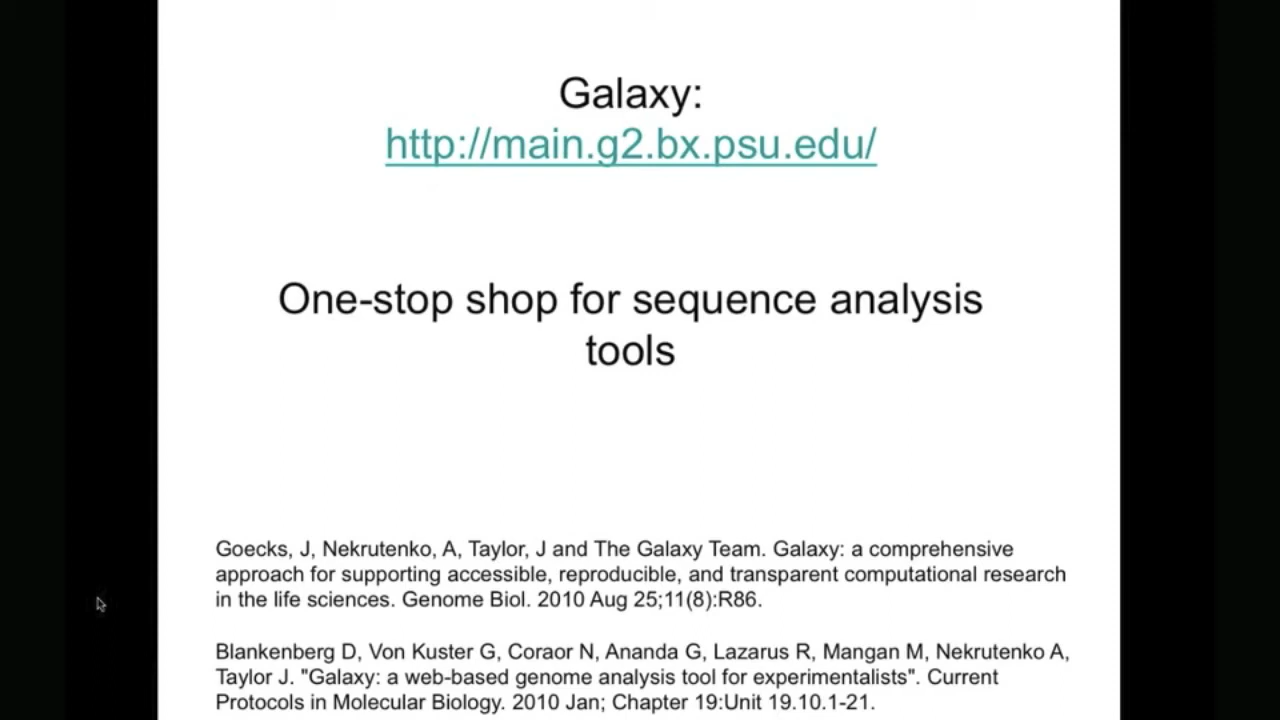 Galaxy:
http://main.g2.bx.psu.edu/
One-stop shop for sequence analysis
tools
Goecks, J, Nekrutenko, A, Taylor, J and The Galaxy Team. Galaxy: a comprehensive
approach for supporting accessible, reproducible, and transparent computational research
in the life sciences. Genome Biol. 2010 Aug 25;11(8):R86.
Blankenberg D, Von Kuster G, Coraor N, Ananda G, Lazarus R, Mangan M, Nekrutenko A,
Taylor J. "Galaxy: a web-based genome analysis tool for experimentalists". Current
Protocols in Molecular Biology. 2010 Jan; Chapter 19:Unit 19.10.1-21.